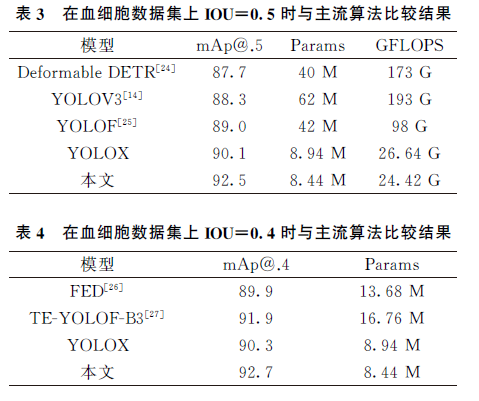 表 3 在血细胞数据集上 IOU=0.5 时与主流算法比较结果
模型 mAp@.5 Params GFLOPS
Deformable DETR[24] 87.7 40 M 173 G
YOLOV3[14] 88.3 62 M 193 G
YOLOF[25] 89.0 42 M 98 G
YOLOX 90.1 8.94 M 26.64 G
本文 92.5 8.44 M 24.42 G
表 4 在血细胞数据集上 IOU=0.4 时与主流算法比较结果
模型 mAp@.4 Params
FED[26] 89.9 13.68 M
TE-YOLOF-B3[27] 91.9 16.76 M
YOLOX 90.3 8.94 M
本文 92.7 8.44 M